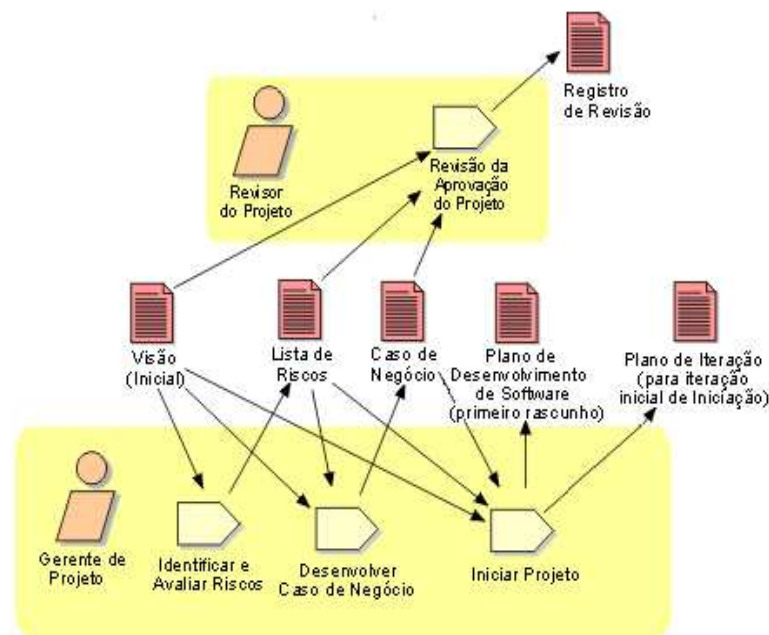 Registro
de Revisão
Revisor
do Projeto
Revisão da
Aprovação
do Projeto
Visão
(Inicial)
Lista de
Riscos
Caso de
Negócio
Plano de
Desenvolvimento
de Software
(primeiro rascunho)
Plano de Iteração
(para iteração
inicial de Iniciação)
Gerente de
Projeto
Identificar e
Avaliar Riscos
Desenvolver
Caso de Negócio
Iniciar Projeto